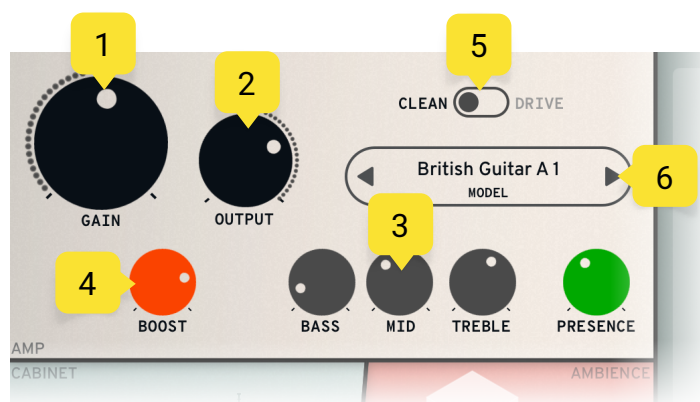 1
2
5
CLEAN
DRIVE
British Guitar A 1
MODEL
6
GAIN
OUTPUT
3
4
BOOST
BASS
MID
TREBLE
PRESENCE
AMP
CABINET
AMBIENCE